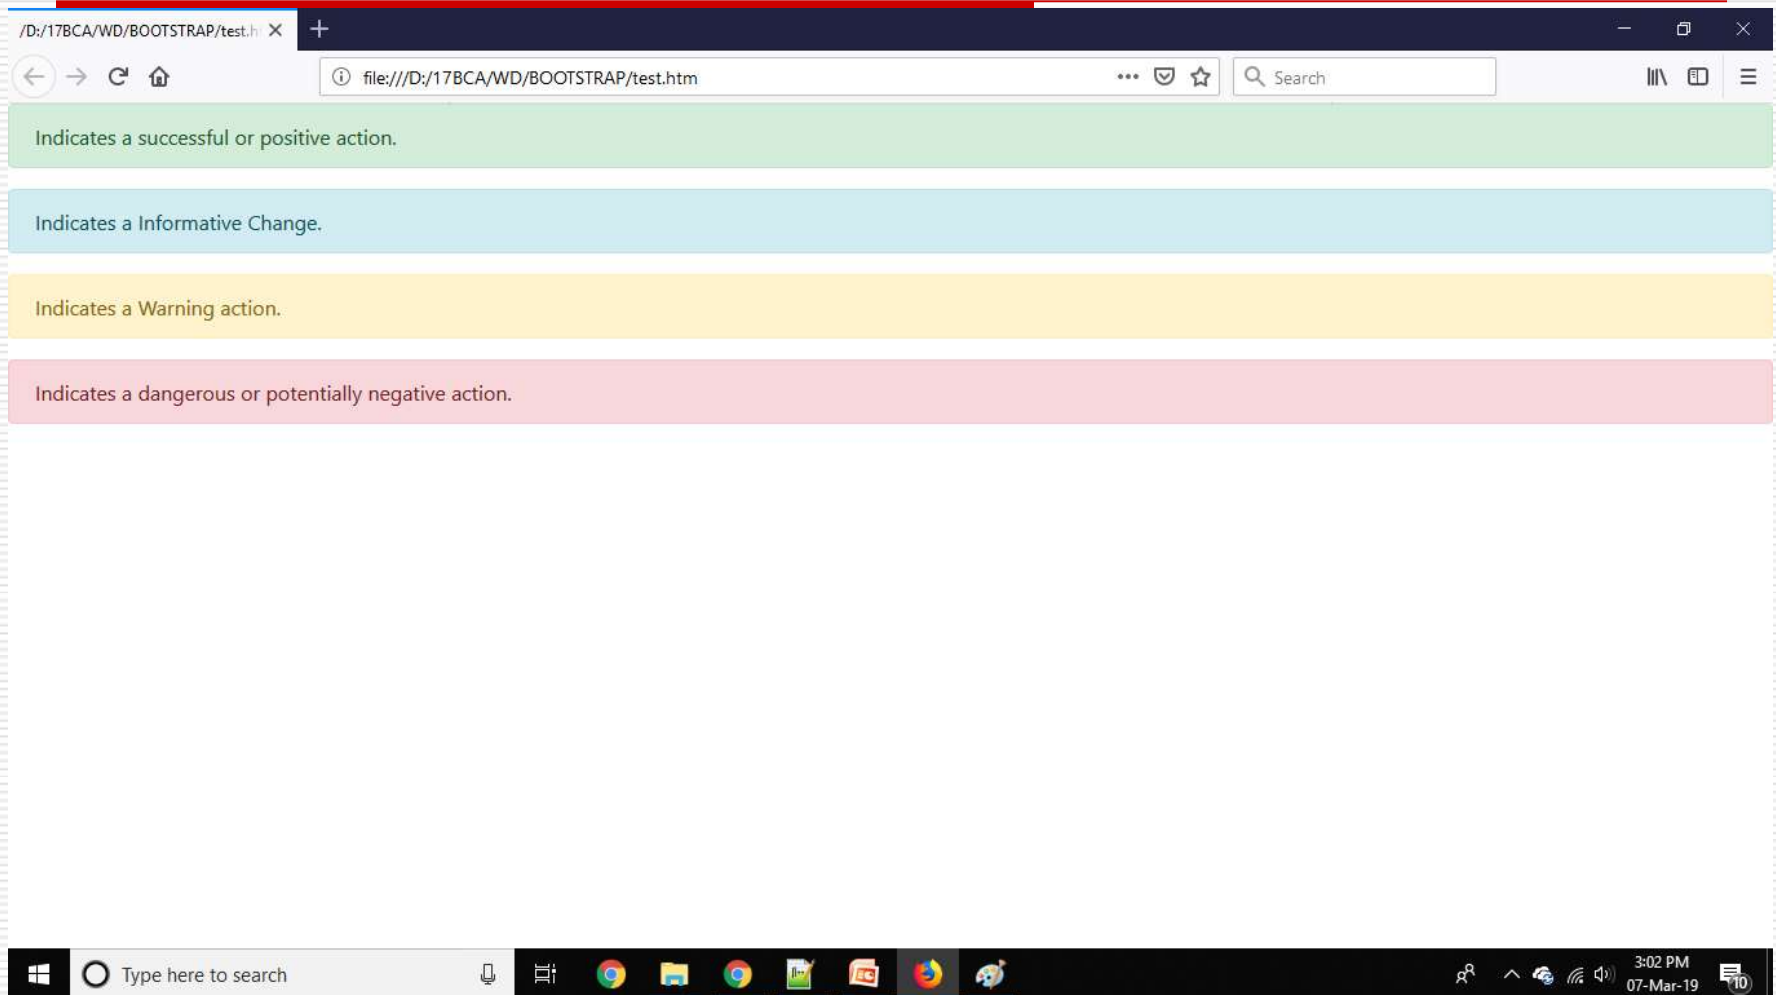 /D:/17BCA/WD/BOOTSTRAP/test.h
file:///D:/17BCA/WD/BOOTSTRAP/test.htm
Search
Indicates a successful or positive action.
Indicates a Informative Change.
Indicates a Warning action.
Indicates a dangerous or potentially negative action.
Type here to search
3:02 PM
07-Mar-19
10